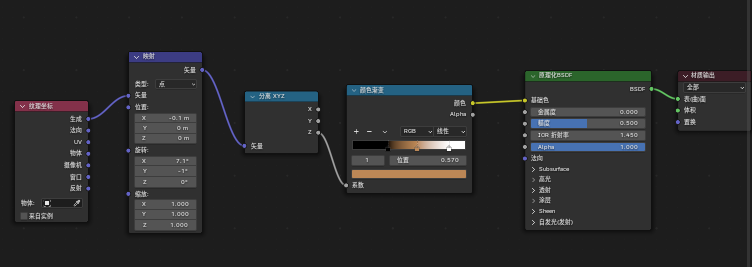 纹理坐标
生成
法向
UV
物体
摄像机
窗口
反射
物体:
来自实例
映射
矢量
类型: 点
矢量
位置:
X -0.1 m
Y 0 m
Z 0 m
旋转:
X 7.1°
Y -1°
Z 0°
缩放:
X 1.000
Y 1.000
Z 1.000
分离 XYZ
X
Y
Z
矢量
颜色渐变
颜色
Alpha
RGB 线性
1 位置 0.570
系数
原理化BSDF
BSDF
基础色
金属度 0.000
糙度 0.500
IOR 折射率 1.450
Alpha 1.000
法向
Subsurface
高光
透射
涂层
Sheen
自发光(发射)
材质输出
全部
表(曲)面
体积
置换